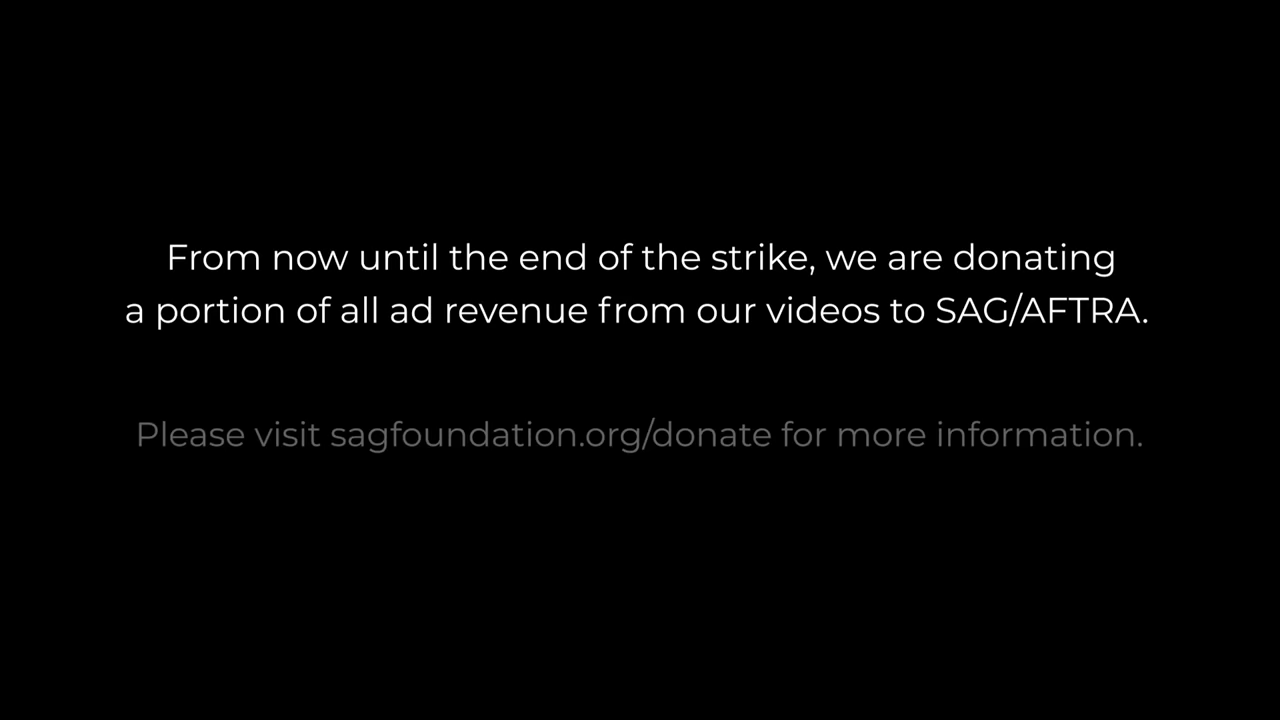 From now until the end of the strike, we are donating
a portion of all ad revenue from our videos to SAG/AFTRA.
Please visit sagfoundation.org/donate for more information.